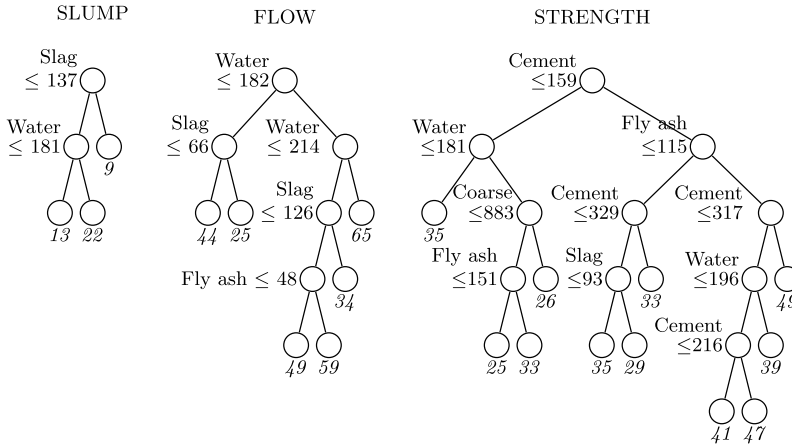 SLUMP
FLOW
STRENGTH
Slag
≤ 137
Water
≤ 181
9
13
22
Water
≤ 182
Slag
≤ 66
Water
≤ 214
44
25
Slag
≤ 126
65
Fly ash ≤ 48
34
49
59
Cement
≤159
Water
≤181
Fly ash
≤115
35
Coarse
≤883
Cement
≤329
Cement
≤317
Fly ash
≤151
26
Slag
≤93
33
Water
≤196
49
25
33
35
29
Cement
≤216
39
41
47